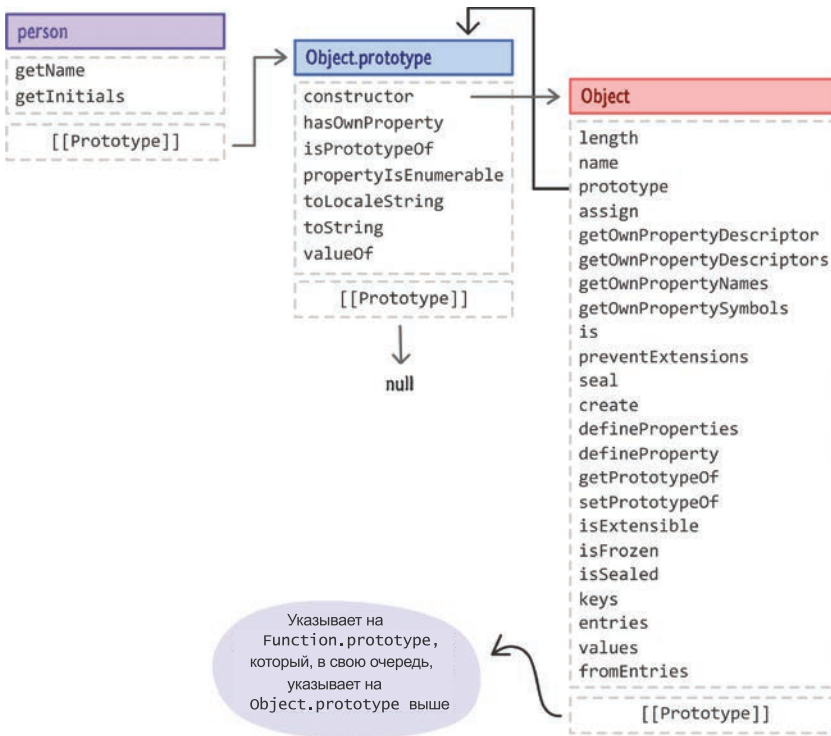 person
getName
getInitials
[[Prototype]]
Object.prototype
constructor
hasOwnProperty
isPrototypeOf
propertyIsEnumerable
toLocaleString
toString
valueOf
[[Prototype]]
null
Object
length
name
prototype
assign
getOwnPropertyDescriptor
getOwnPropertyDescriptors
getOwnPropertyNames
getOwnPropertySymbols
is
preventExtensions
seal
create
defineProperties
defineProperty
getPrototypeOf
setPrototypeOf
isExtensible
isFrozen
isSealed
keys
entries
values
fromEntries
[[Prototype]]
Указывает на
Function.prototype,
который, в свою очередь,
указывает на
Object.prototype выше